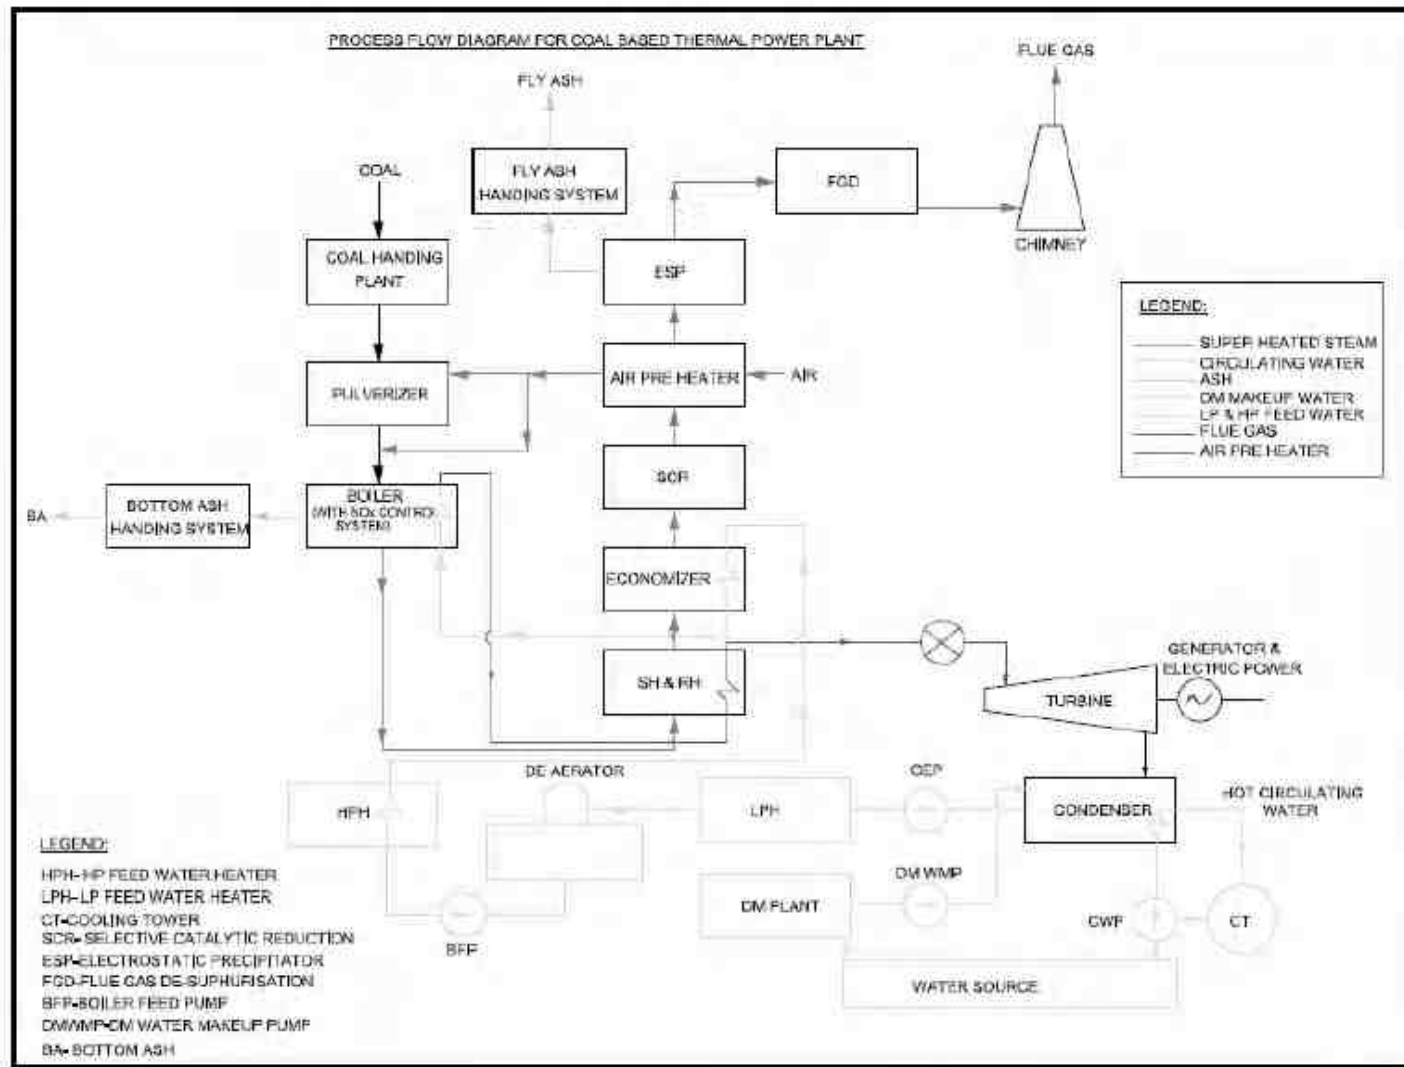 PROCESS FLOW DIAGRAM FOR COAL BASED THERMAL POWER PLANT
FLUE GAS
FLY ASH
COAL
FLY ASH
HANDING SYSTEM
FGD
CHIMNEY
COAL HANDING
PLANT
ESP
LEGEND:
SUPER HEATED STEAM
CIRCULATING WATER
ASH
DM MAKEUP WATER
LP & HP FEED WATER
FLUE GAS
AIR PRE HEATER
PULVERIZER
AIR PRE HEATER
AIR
SCR
BA
BOTTOM ASH
HANDING SYSTEM
BOILER
(WITH NOx CONTROL
SYSTEM)
ECONOMIZER
SH & RH
GENERATOR &
ELECTRIC POWER
TURBINE
DE AERATOR
HPH
LPH
CEP
CONDENSER
HOT CIRCULATING
WATER
DM WMP
DM PLANT
BFP
CWP
CT
WATER SOURCE
LEGEND:
HPH-HP FEED WATER HEATER
LPH-LP FEED WATER HEATER
CT-COOLING TOWER
SCR-SELECTIVE CATALYTIC REDUCTION
ESP-ELECTROSTATIC PRECIPITATOR
FGD-FLUE GAS DE-SUPHURISATION
BFP-BOILER FEED PUMP
DMWMP-DM WATER MAKEUP PUMP
BA-BOTTOM ASH